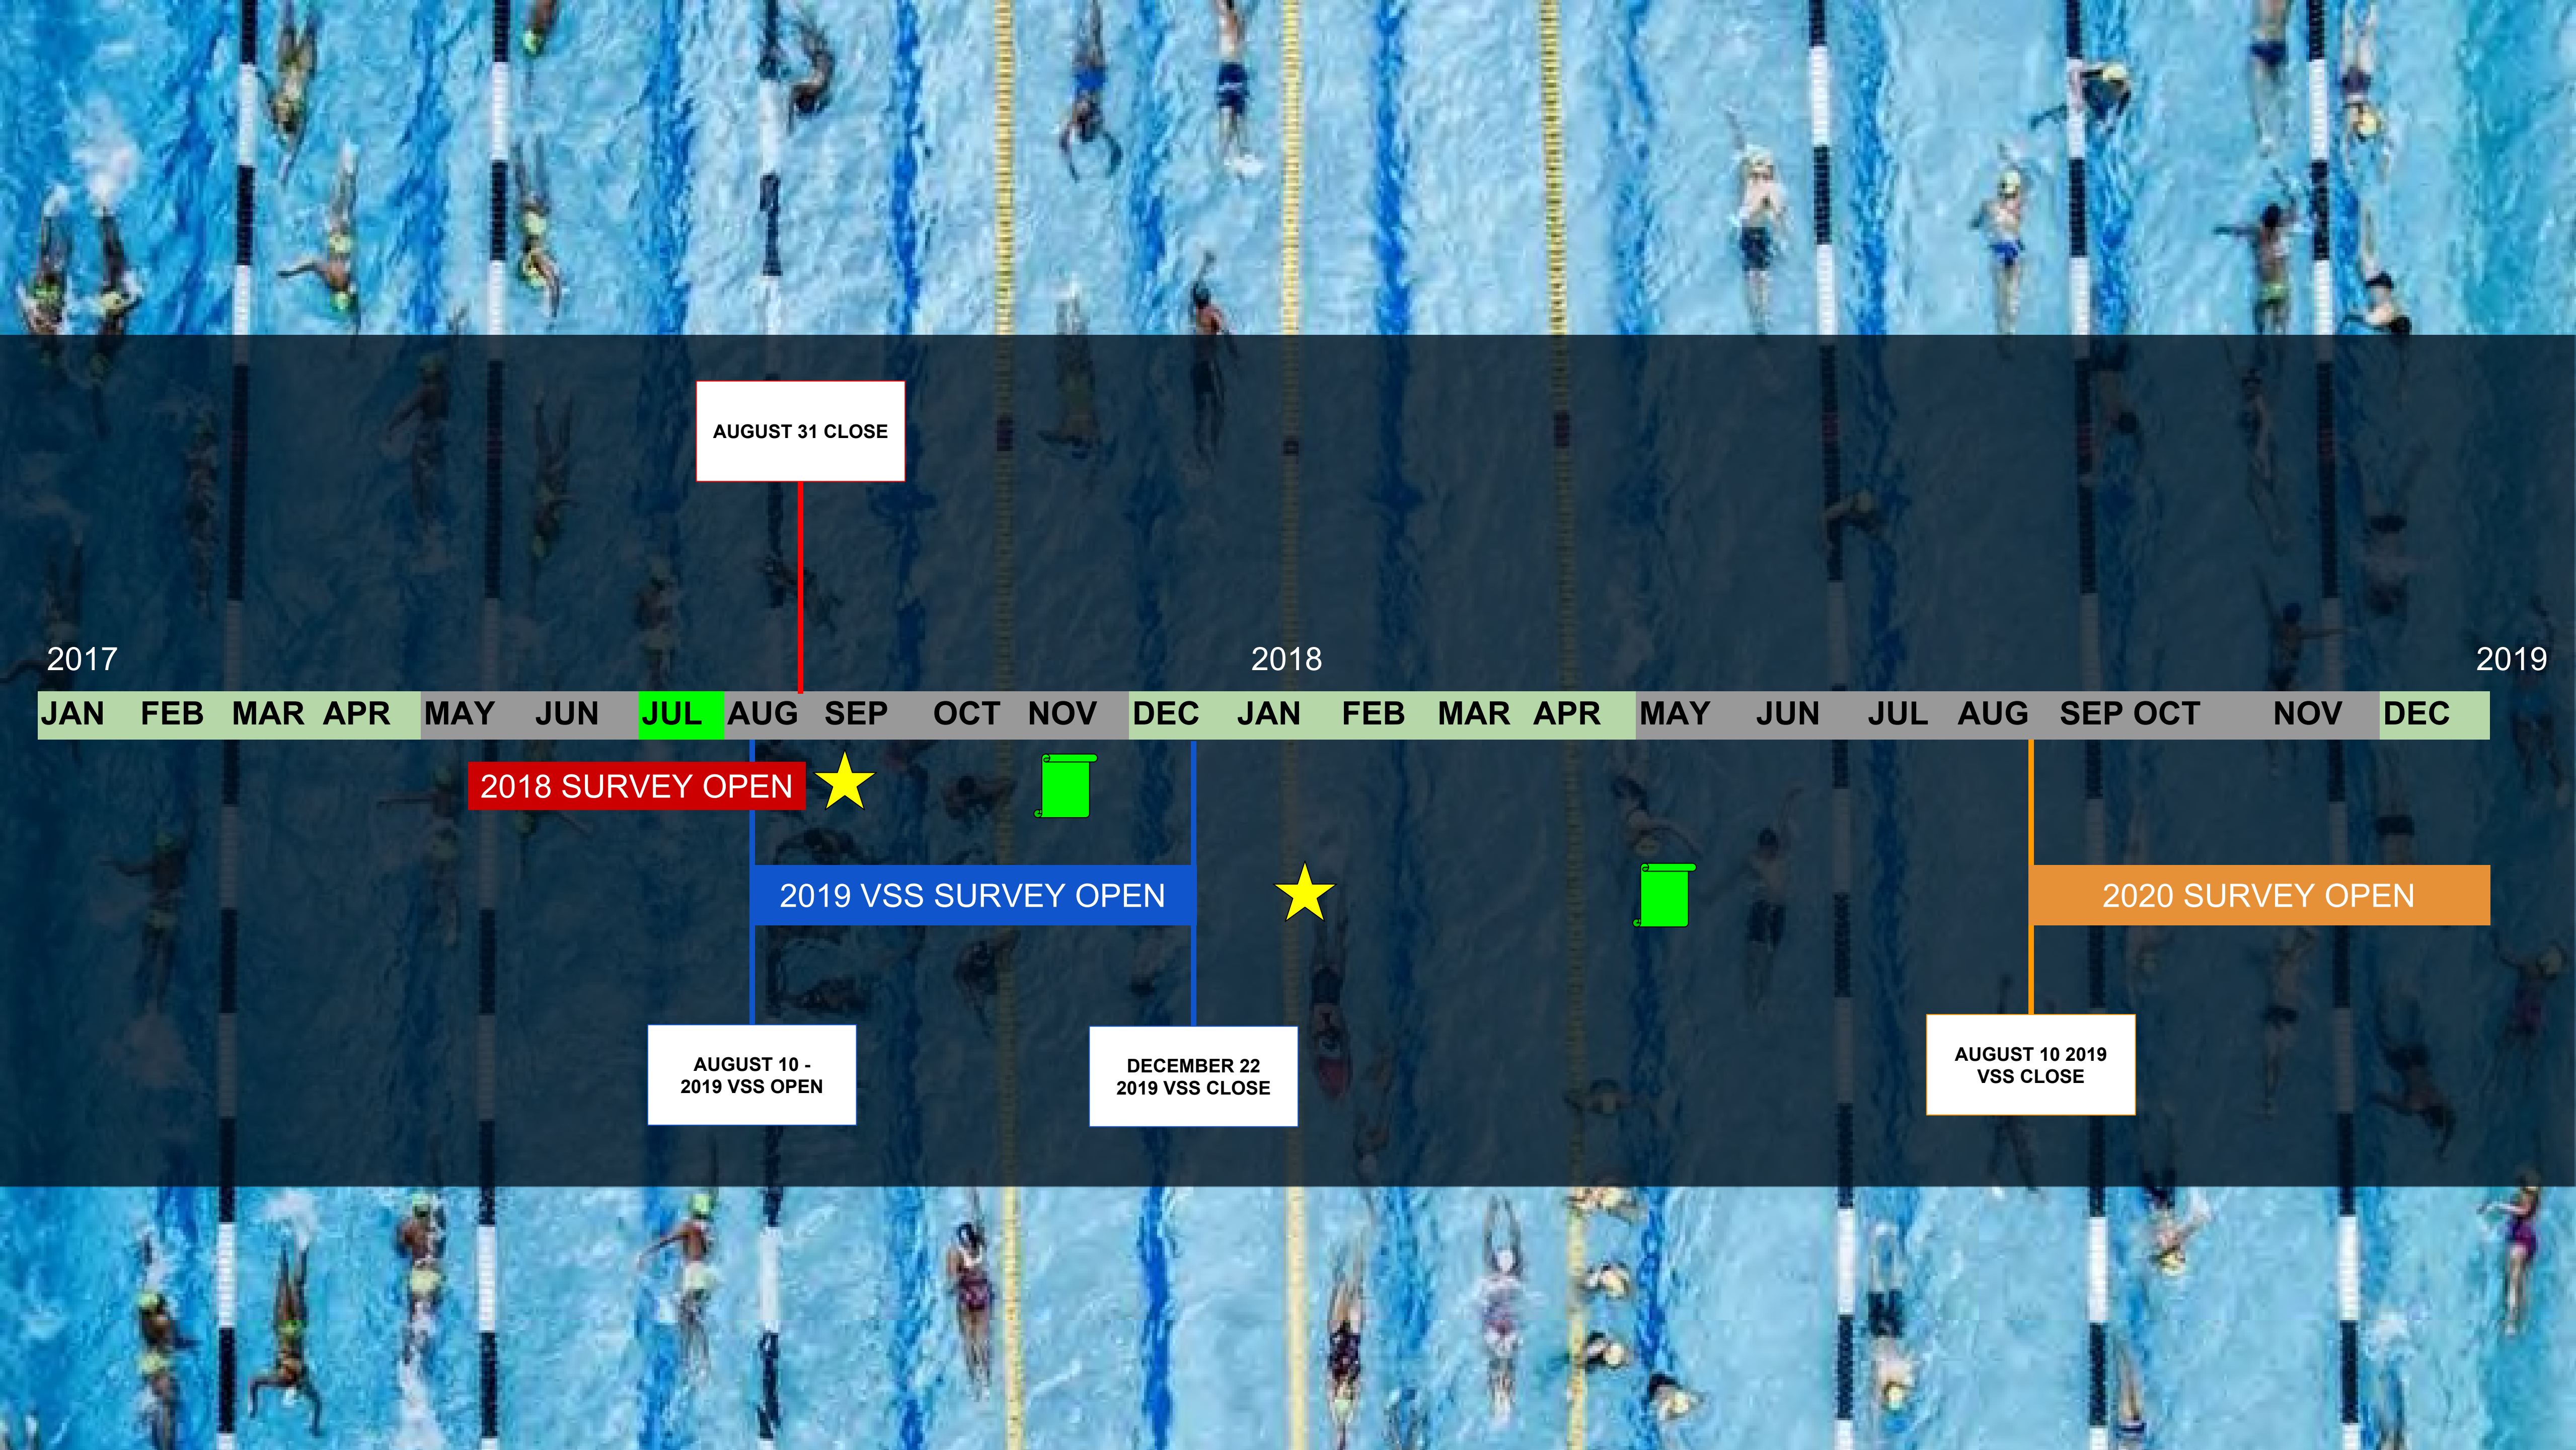 AUGUST 31 CLOSE
2017 2018 2019
JAN FEB MAR APR MAY JUN JUL AUG SEP OCT NOV DEC JAN FEB MAR APR MAY JUN JUL AUG SEP OCT NOV DEC
2018 SURVEY OPEN
2019 VSS SURVEY OPEN
2020 SURVEY OPEN
AUGUST 10 -
2019 VSS OPEN
DECEMBER 22
2019 VSS CLOSE
AUGUST 10 2019
VSS CLOSE